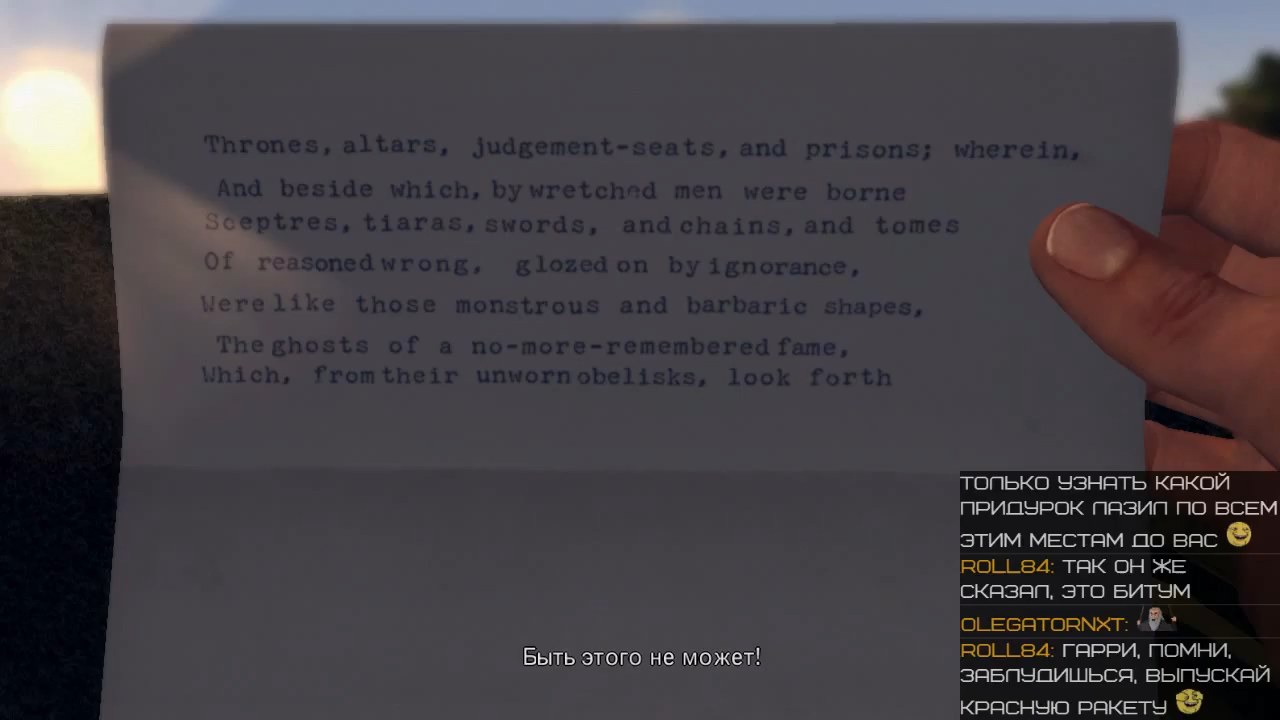 Thrones, altars, judgement-seats, and prisons; wherein,
And beside which, by wretched men were borne
Sceptres, tiaras, swords, and chains, and tomes
Of reasoned wrong, glozed on by ignorance,
Were like those monstrous and barbaric shapes,
The ghosts of a no-more-remembered fame,
Which, from their unworn obelisks, look forth
ТОЛЬКО УЗНАТЬ КАКОЙ
ПРИДУРОК ЛАЗИЛ ПО ВСЕМ
ЭТИМ МЕСТАМ ДО ВАС
ROLL84: ТАК ОН ЖЕ
СКАЗАЛ, ЭТО БИТУМ
OLEGATORNXT:
ROLL84: ГАРРИ, ПОМНИ,
ЗАБЛУДИШЬСЯ, ВЫПУСКАЙ
КРАСНУЮ РАКЕТУ
Быть этого не может!